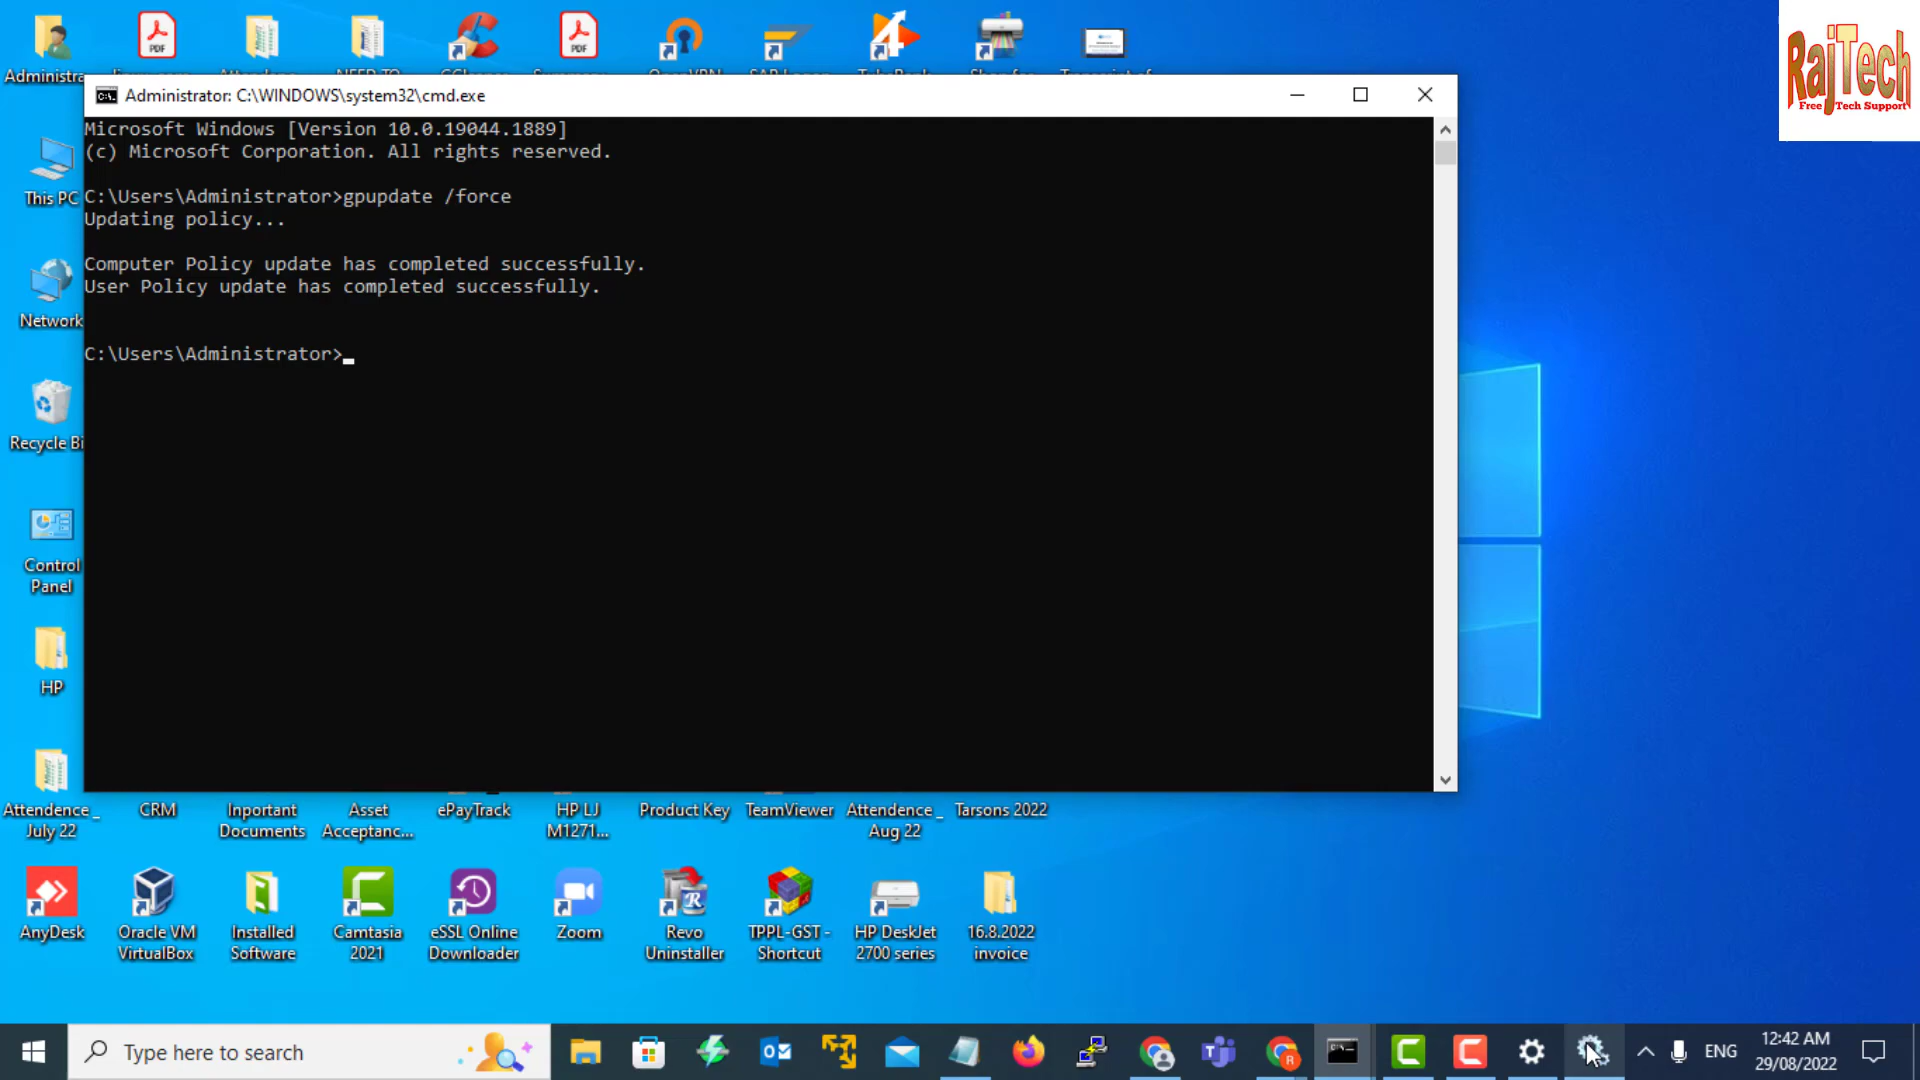 PDF
PDF
Administra
RajTech
Free Tech Support
Administrator: C:\WINDOWS\system32\cmd.exe
Microsoft Windows [Version 10.0.19044.1889]
(c) Microsoft Corporation. All rights reserved.
C:\Users\Administrator>gpupdate /force
Updating policy...
Computer Policy update has completed successfully.
User Policy update has completed successfully.
C:\Users\Administrator>
This PC
Network
Recycle Bi
Control
Panel
HP
Attendence _
July 22
CRM
Inportant
Documents
Asset
Acceptanc...
ePayTrack
HP LJ
M1271...
Product Key
TeamViewer
Attendence _
Aug 22
Tarsons 2022
AnyDesk
Oracle VM
VirtualBox
Installed
Software
Camtasia
2021
eSSL Online
Downloader
Zoom
Revo
Uninstaller
TPPL-GST -
Shortcut
HP DeskJet
2700 series
16.8.2022
invoice
Type here to search
ENG
12:42 AM
29/08/2022